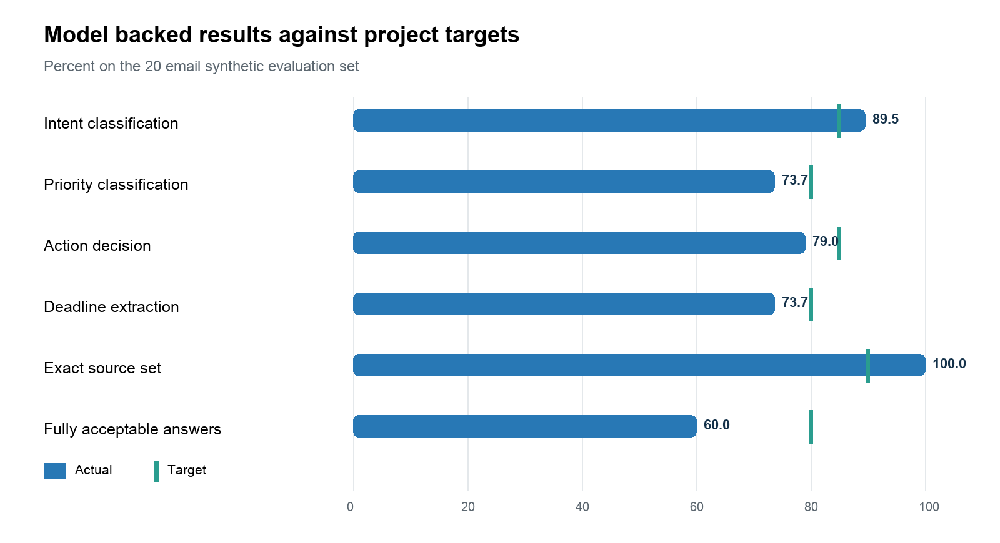 Model backed results against project targets
Percent on the 20 email synthetic evaluation set
Intent classification 89.5
Priority classification 73.7
Action decision 79.0
Deadline extraction 73.7
Exact source set 100.0
Fully acceptable answers 60.0
Actual Target
0 20 40 60 80 100